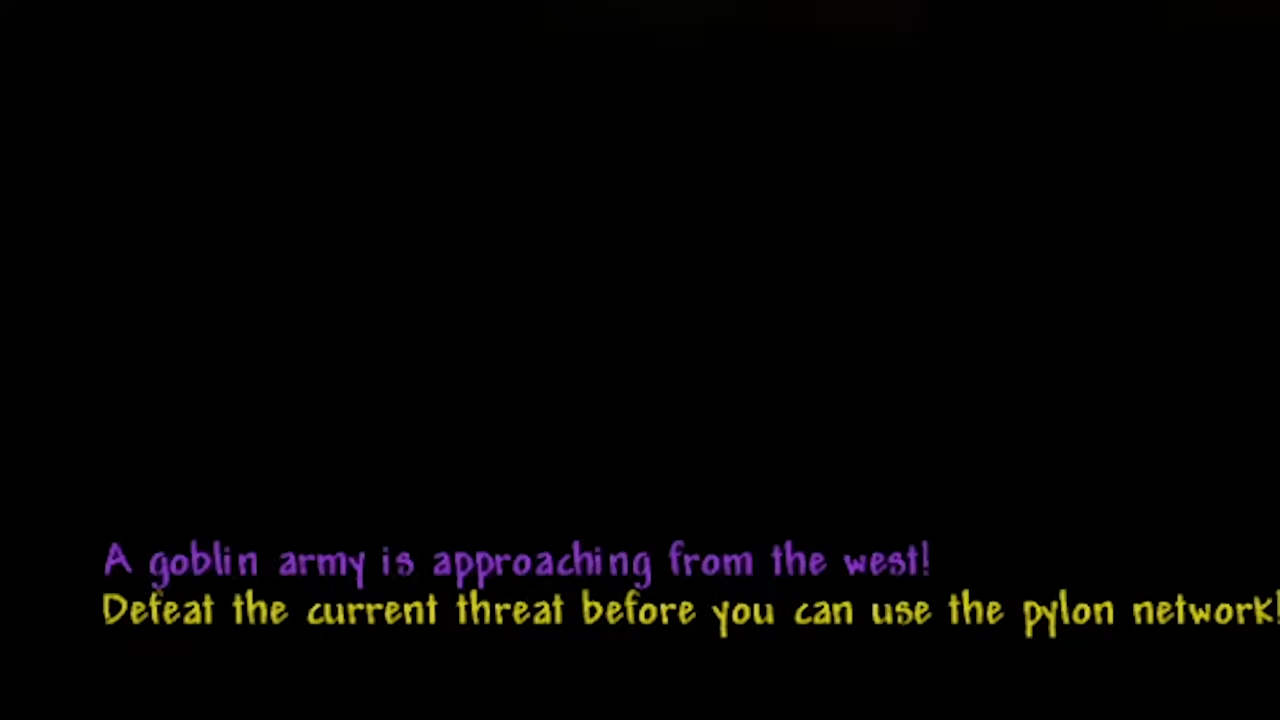 A goblin army is approaching from the west!
Defeat the current threat before you can use the pylon network!